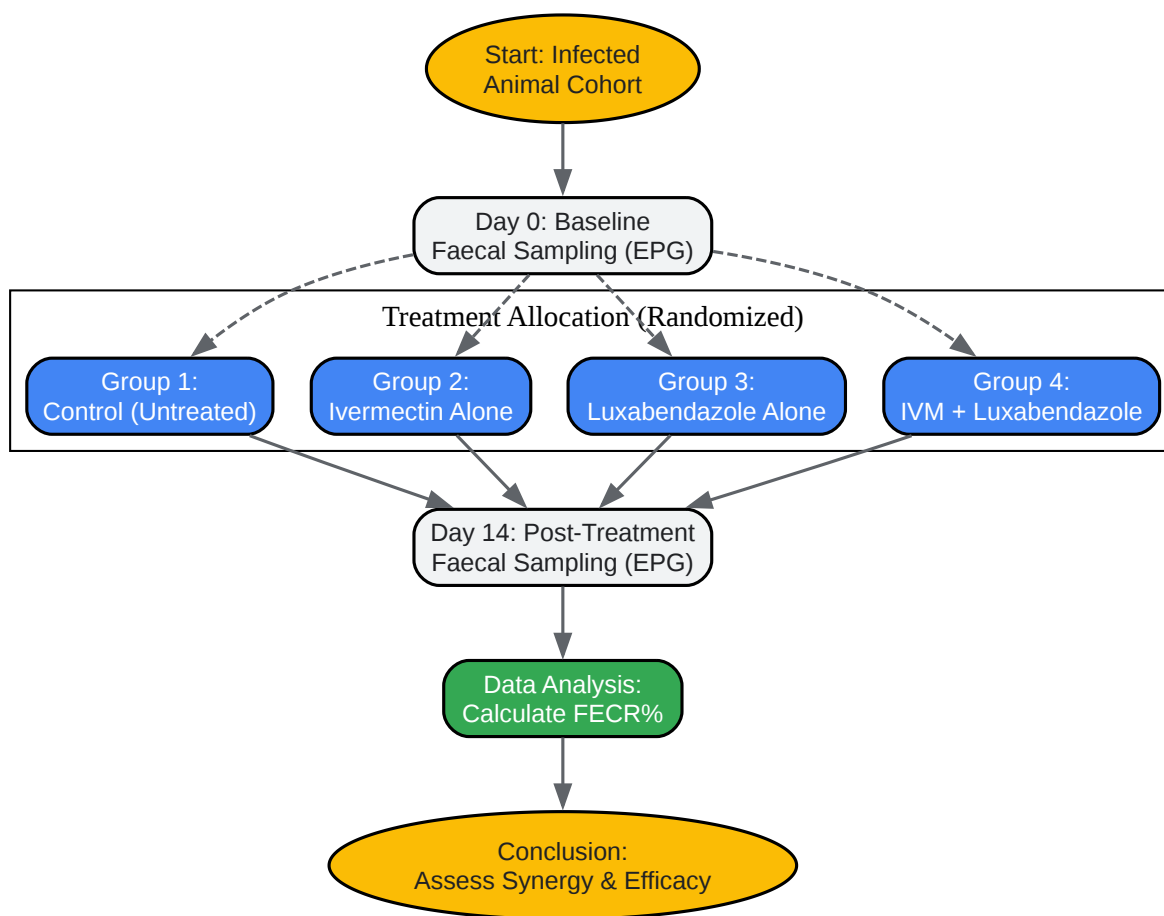 Start: Infected
Animal Cohort
Day 0: Baseline
Faecal Sampling (EPG)
Treatment Allocation (Randomized)
Group 1:
Control (Untreated)
Group 2:
Ivermectin Alone
Group 3:
Luxabendazole Alone
Group 4:
IVM + Luxabendazole
Day 14: Post-Treatment
Faecal Sampling (EPG)
Data Analysis:
Calculate FECR%
Conclusion:
Assess Synergy & Efficacy